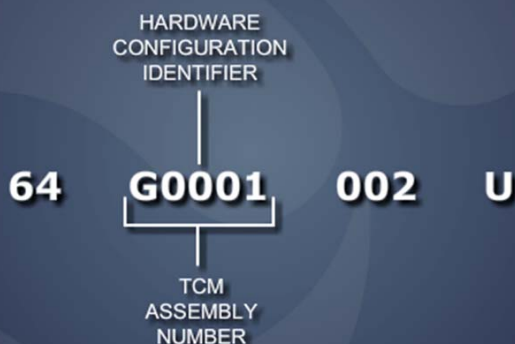 HARDWARE
CONFIGURATION
IDENTIFIER
64 G0001 002 U
TCM
ASSEMBLY
NUMBER